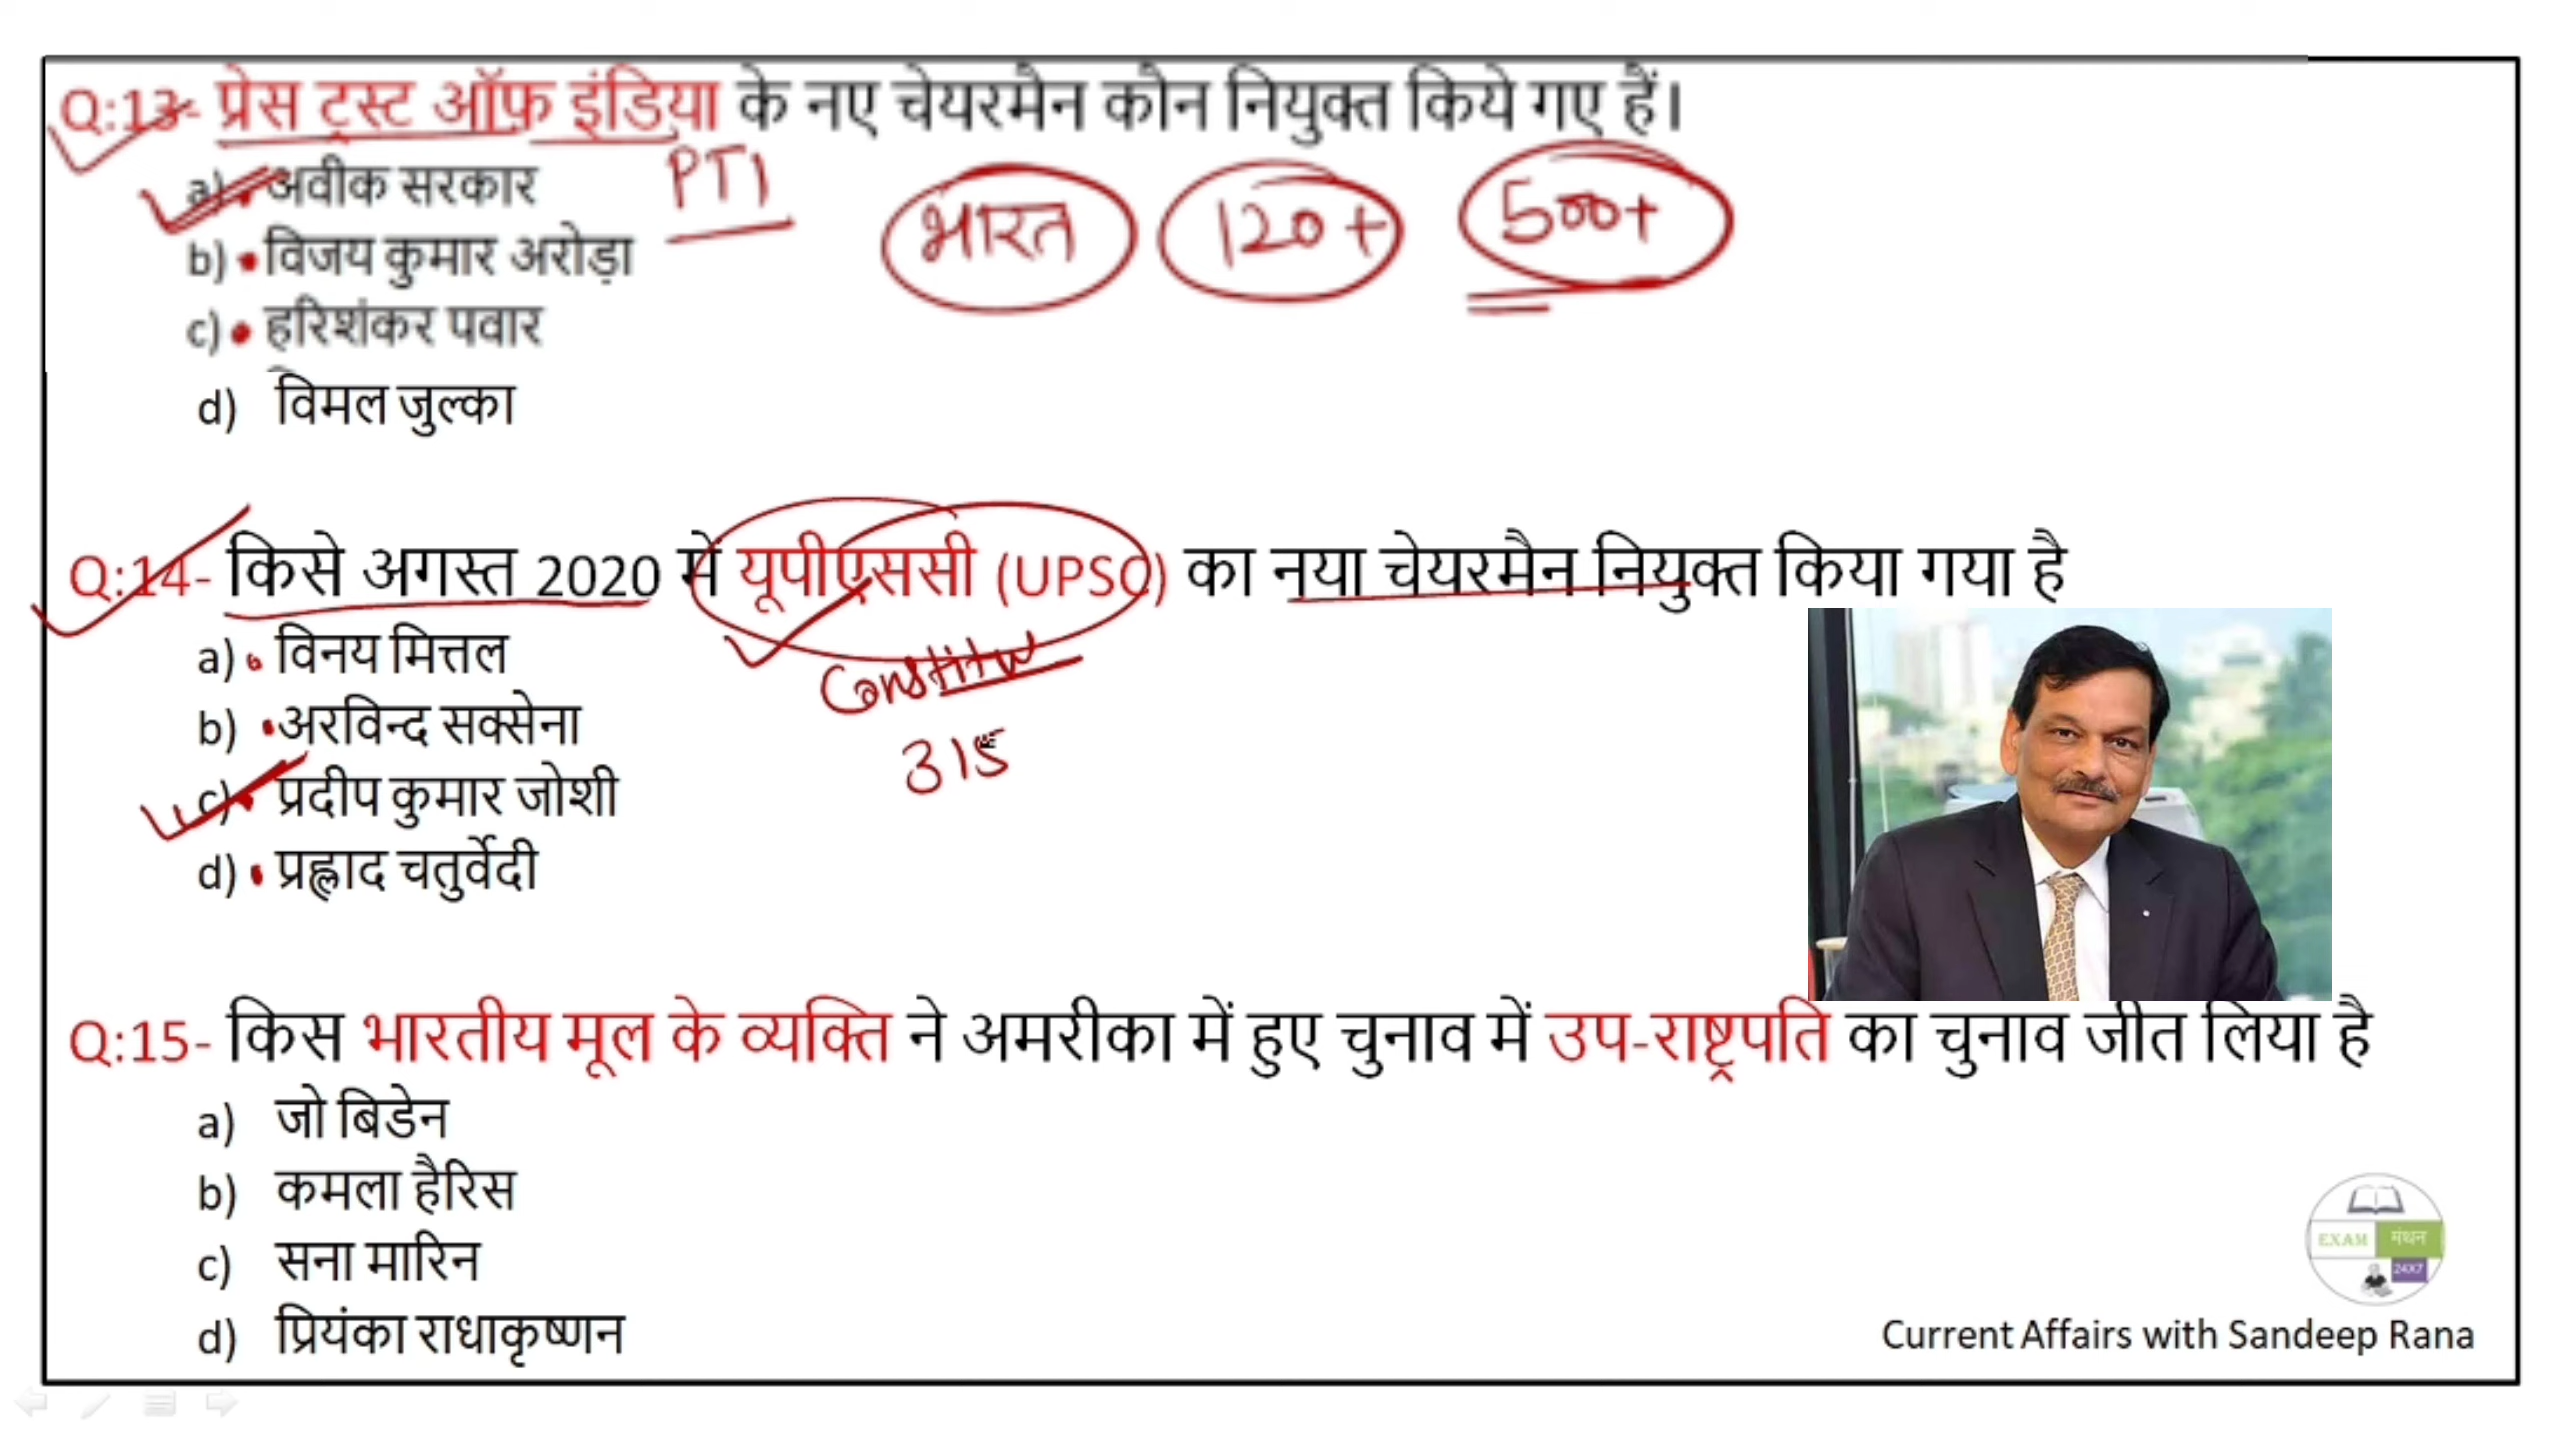 Q:13- प्रेस ट्रस्ट ऑफ़ इंडिया के नए चेयरमैन कौन नियुक्त किये गए हैं।
a) अवीक सरकार
PTI
भारत 120+ 500+
b) विजय कुमार अरोड़ा
c) हरिशंकर पवार
d) विमल जुल्का
Q:14- किसे अगस्त 2020 में यूपीएससी (UPSC) का नया चेयरमैन नियुक्त किया गया है
a) विनय मित्तल
Constitu
b) अरविन्द सक्सेना
315
c) प्रदीप कुमार जोशी
d) प्रह्लाद चतुर्वेदी
Q:15- किस भारतीय मूल के व्यक्ति ने अमरीका में हुए चुनाव में उप-राष्ट्रपति का चुनाव जीत लिया है
a) जो बिडेन
b) कमला हैरिस
c) सना मारिन
d) प्रियंका राधाकृष्णन
EXAM मंथन
24X7
Current Affairs with Sandeep Rana